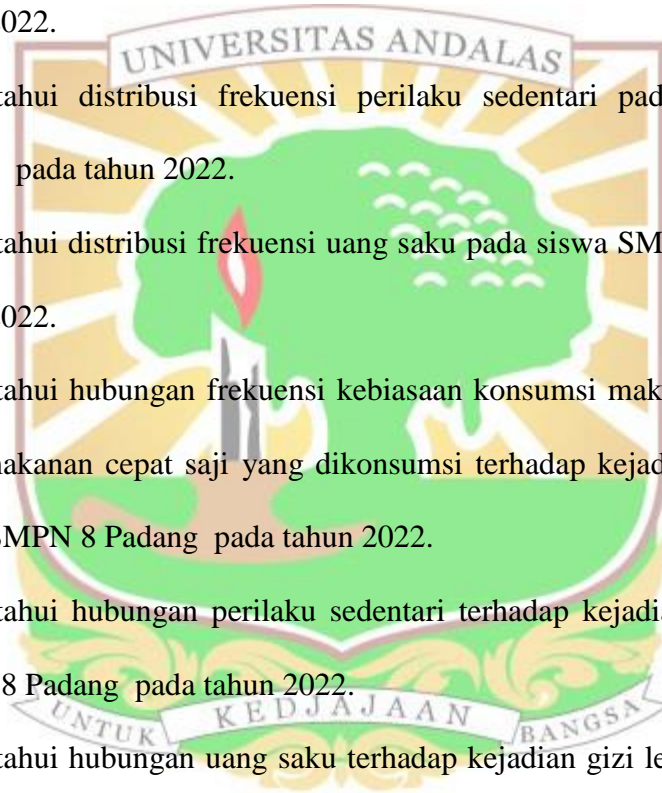 022.
UNIVERSITAS ANDALAS
tahui distribusi frekuensi perilaku sedentari pad
pada tahun 2022.
tahui distribusi frekuensi uang saku pada siswa SM
022.
tahui hubungan frekuensi kebiasaan konsumsi mak
nakanan cepat saji yang dikonsumsi terhadap kejad
SMPN 8 Padang pada tahun 2022.
tahui hubungan perilaku sedentari terhadap kejadia
8 Padang pada tahun 2022.
UNTUK KEDJAJAAN BANGSA
tahui hubungan uang saku terhadap kejadian gizi le